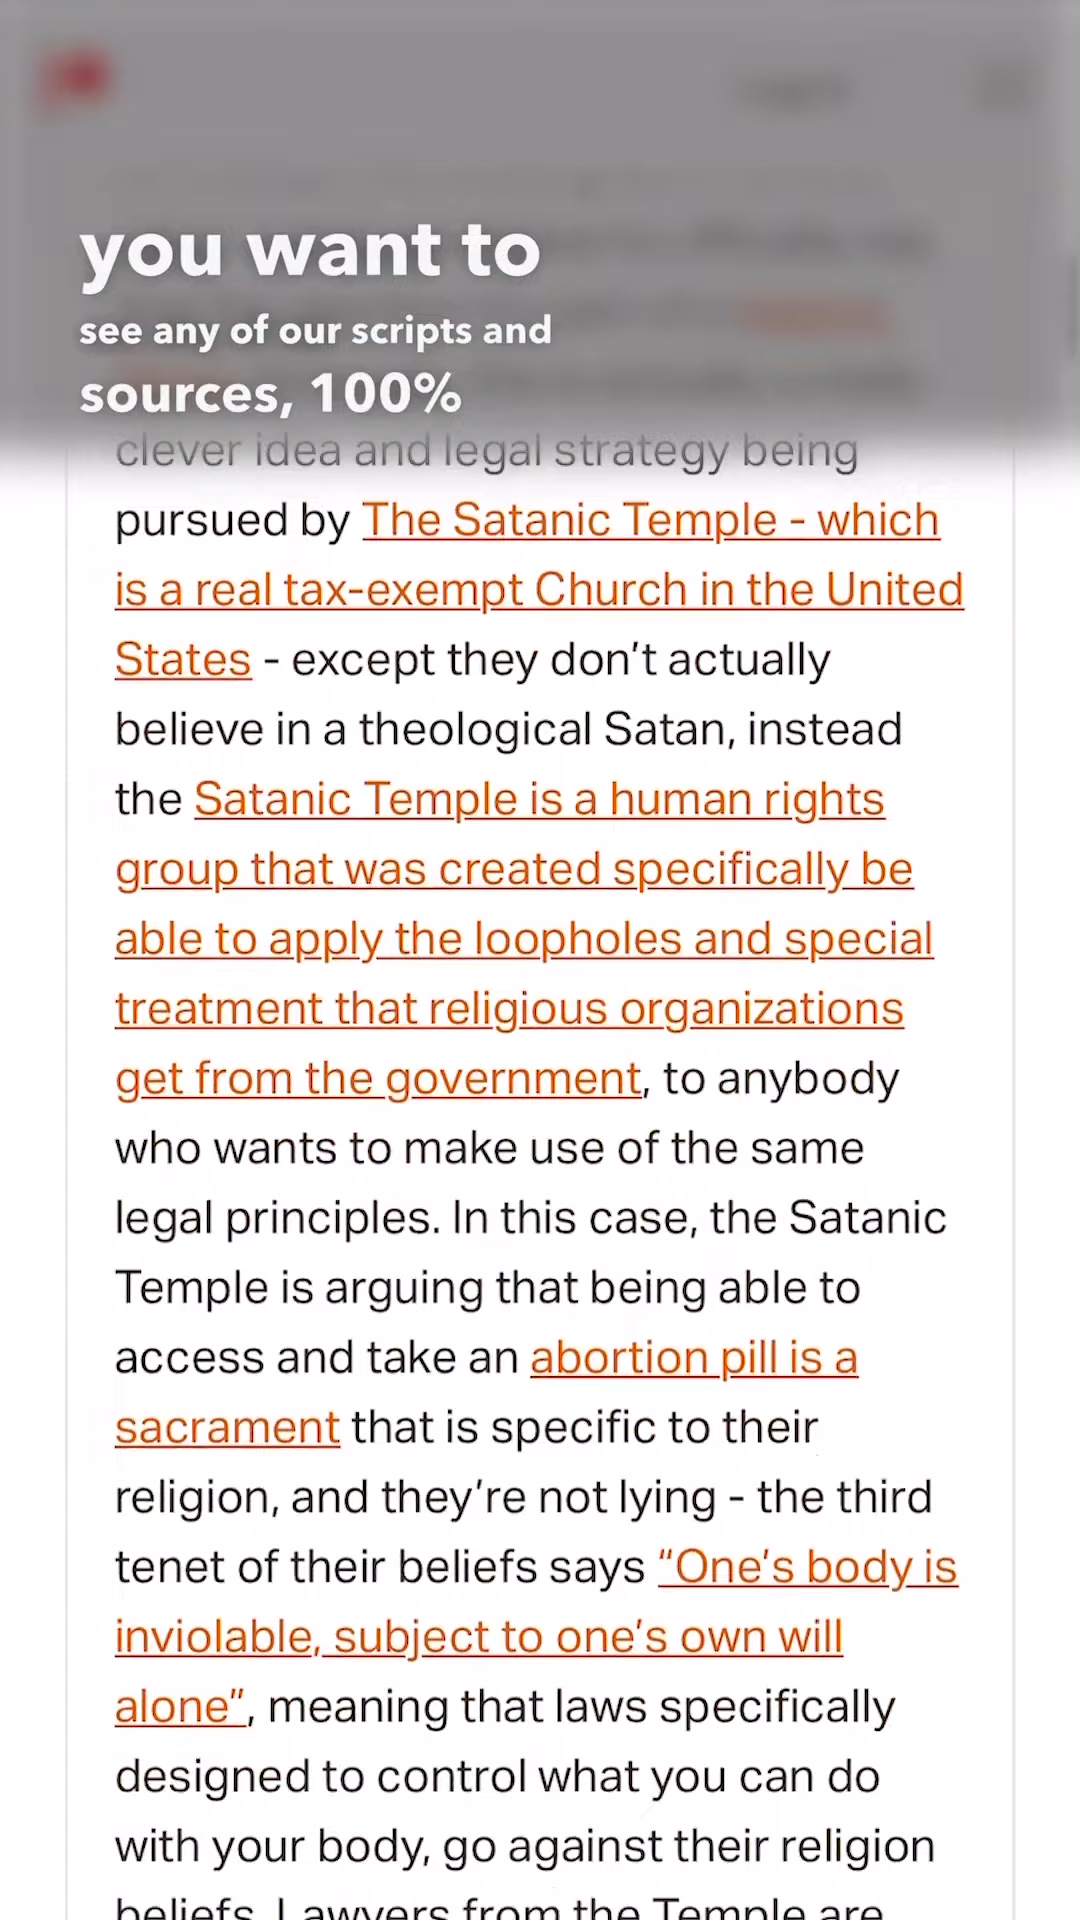 you want to
see any of our scripts and
sources, 100%
clever idea and legal strategy being
pursued by The Satanic Temple - which
is a real tax-exempt Church in the United
States - except they don't actually
believe in a theological Satan, instead
the Satanic Temple is a human rights
group that was created specifically be
able to apply the loopholes and special
treatment that religious organizations
get from the government, to anybody
who wants to make use of the same
legal principles. In this case, the Satanic
Temple is arguing that being able to
access and take an abortion pill is a
sacrament that is specific to their
religion, and they're not lying - the third
tenet of their beliefs says "One's body is
inviolable, subject to one's own will
alone", meaning that laws specifically
designed to control what you can do
with your body, go against their religion
beliefs. Lawyers from the Temple are